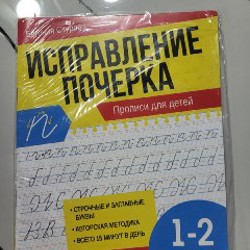 ИСПРАВЛЕНИЕ
ПОЧЕРКА
Прописи для детей
• СТРОЧНЫЕ И ЗАГЛАВНЫЕ
БУКВЫ
• АВТОРСКАЯ МЕТОДИКА
• ВСЕГО 15 МИНУТ В ДЕНЬ
1-2